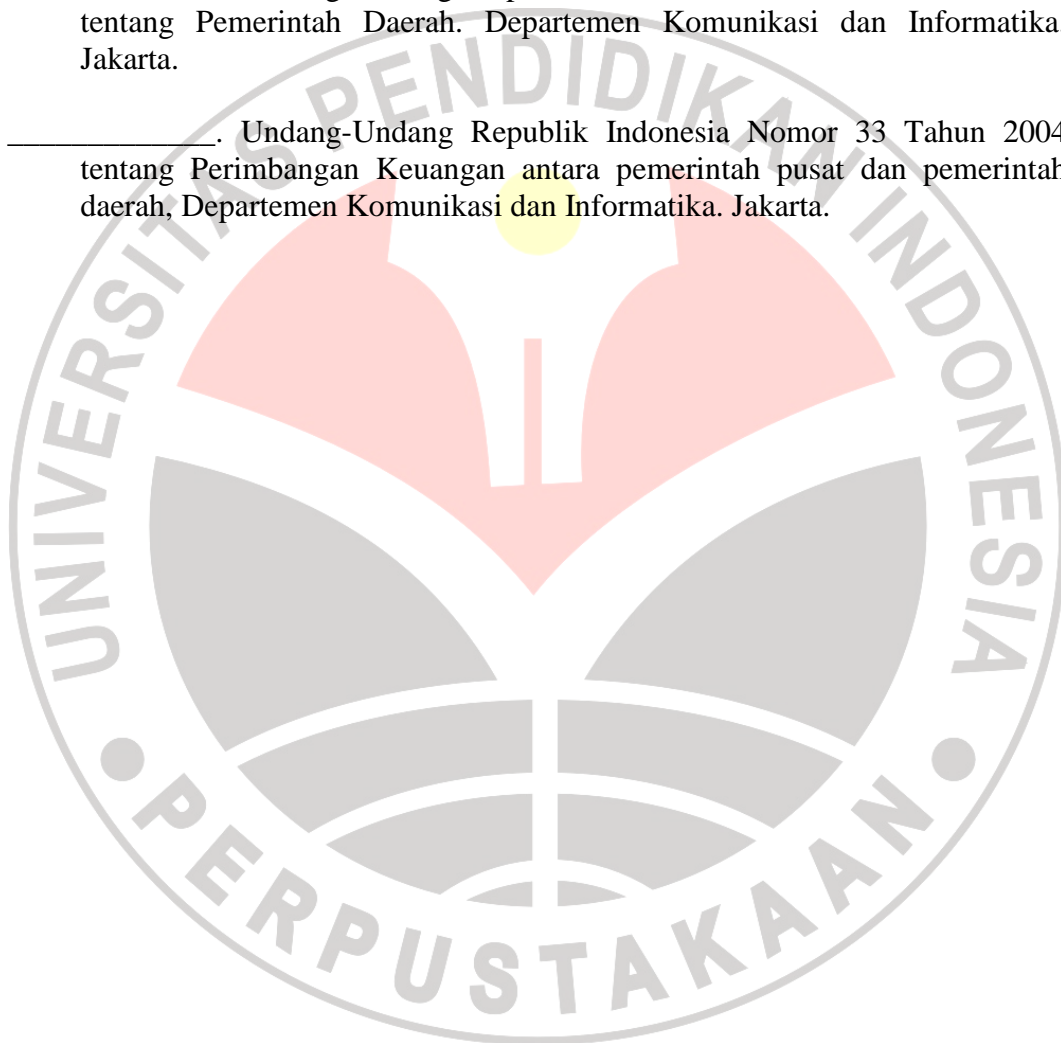 tentang Pemerintah Daerah. Departemen Komunikasi dan Informatika.
Jakarta.
_____________. Undang-Undang Republik Indonesia Nomor 33 Tahun 2004
tentang Perimbangan Keuangan antara pemerintah pusat dan pemerintah
daerah, Departemen Komunikasi dan Informatika. Jakarta.
UNIVERSITAS PENDIDIKAN INDONESIA
PERPUSTAKAAN